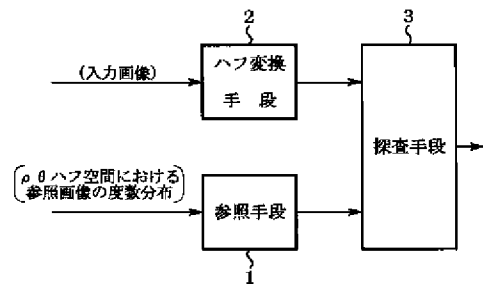 2
3
(入力画像)
ハフ変換
手 段
探査手段
ρ θ ハフ空間における
参照画像の度数分布
参照手段
1